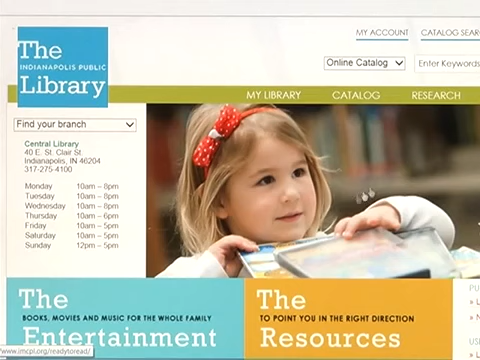 The
INDIANAPOLIS PUBLIC
Library
MY ACCOUNT
CATALOG SEAR
Online Catalog
Enter Keywords
MY LIBRARY
CATALOG
RESEARCH
Find your branch
Central Library
40 E. St. Clair St
Indianapolis, IN 46204
317-275-4100
Monday 10am – 8pm
Tuesday 10am – 8pm
Wednesday 10am – 8pm
Thursday 10am – 6pm
Friday 10am – 5pm
Saturday 10am – 5pm
Sunday 12pm – 5pm
The
BOOKS, MOVIES AND MUSIC FOR THE WHOLE FAMILY
Entertainment
The
TO POINT YOU IN THE RIGHT DIRECTION
Resources
PU
» L
» N
USI
» L
www.imcpl.org/readytoread/